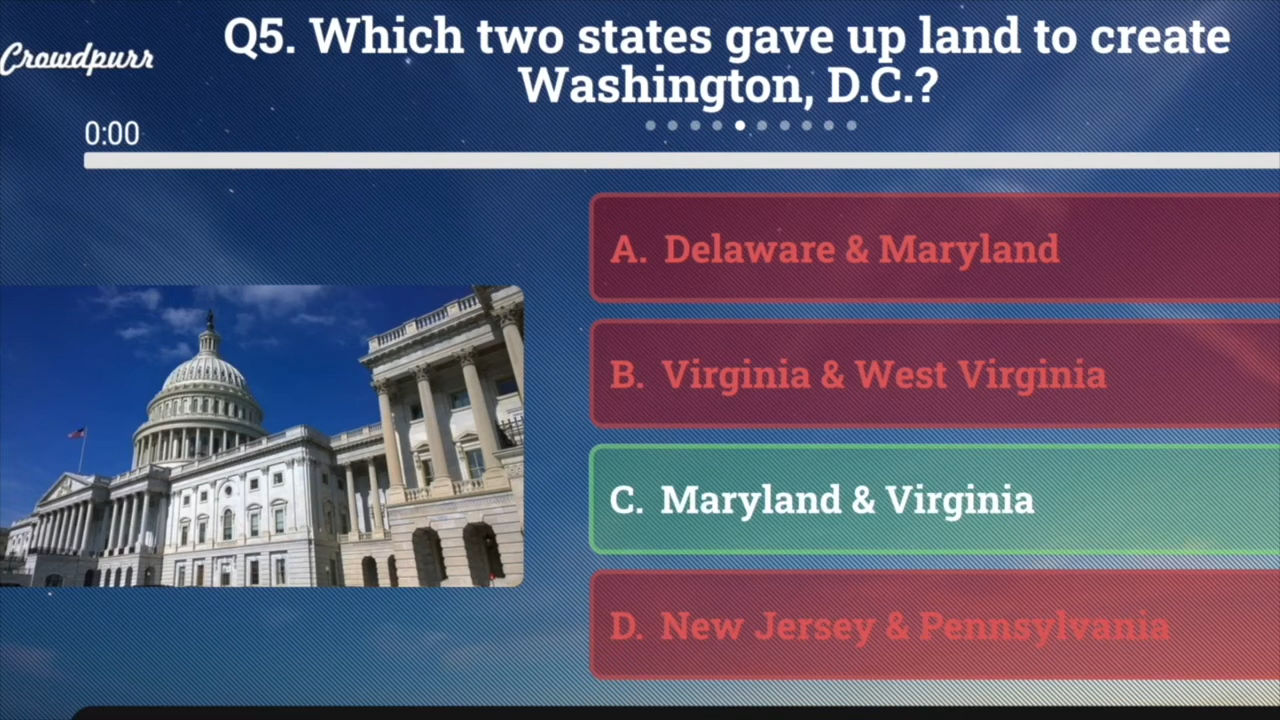 Crowdpurr
Q5. Which two states gave up land to create
Washington, D.C.?
0:00
A. Delaware & Maryland
B. Virginia & West Virginia
C. Maryland & Virginia
D. New Jersey & Pennsylvania